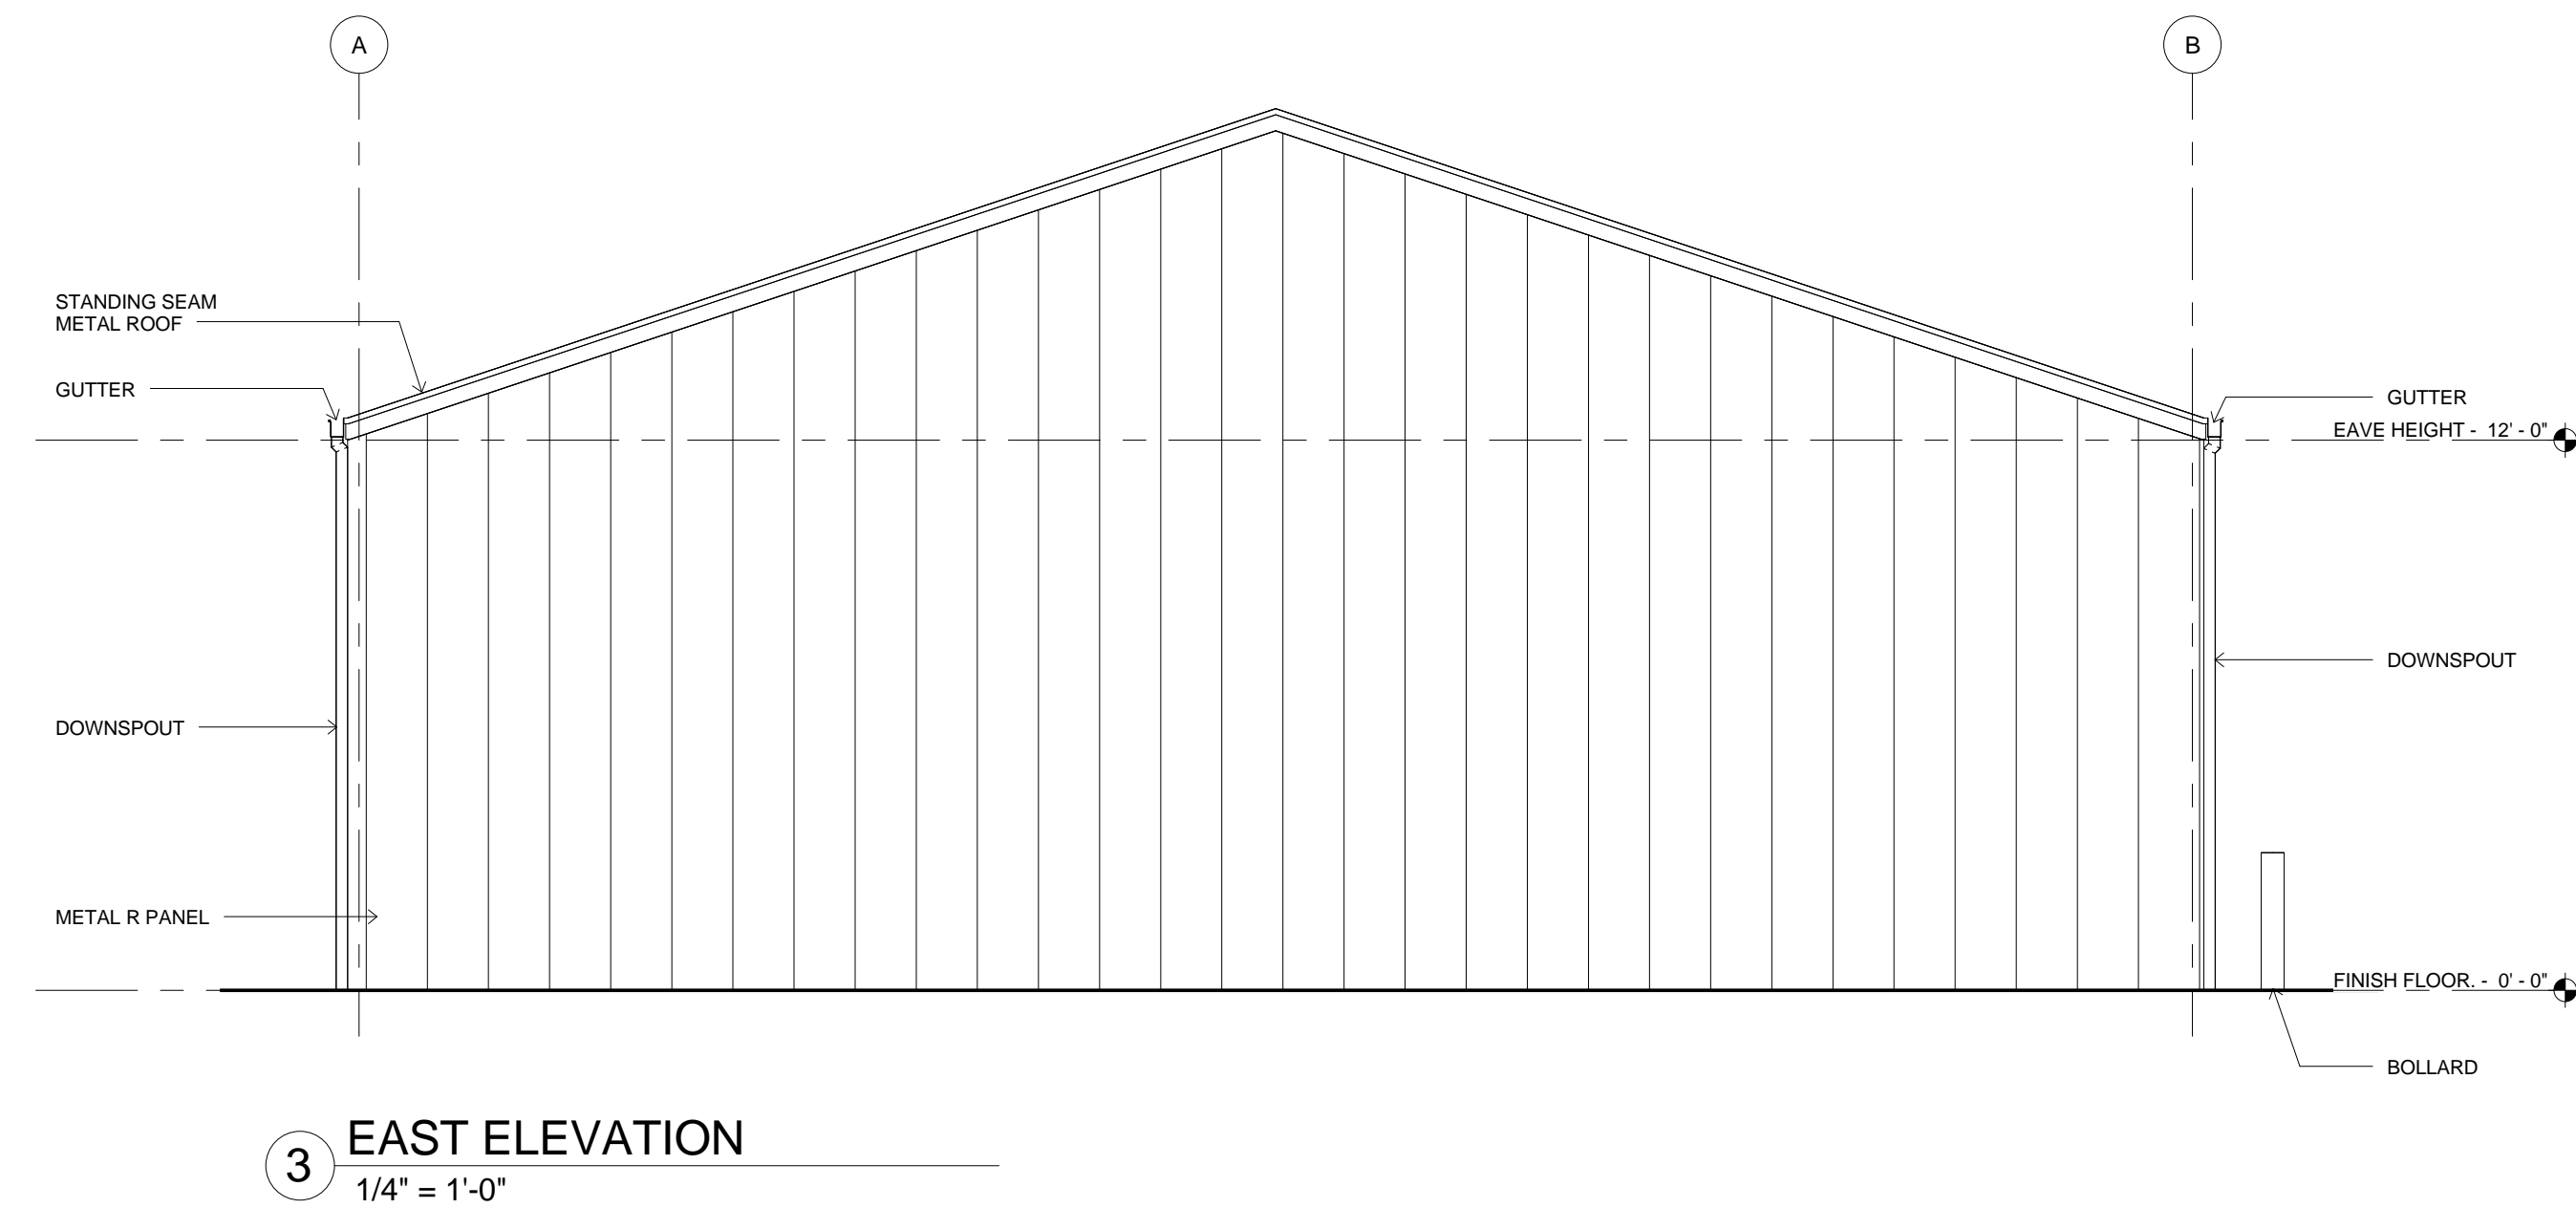 A
B
STANDING SEAM
METAL ROOF
GUTTER
GUTTER
EAVE HEIGHT - 12' - 0"
DOWNSPOUT
DOWNSPOUT
METAL R PANEL
FINISH FLOOR. - 0' - 0"
BOLLARD
3
EAST ELEVATION
1/4" = 1'-0"